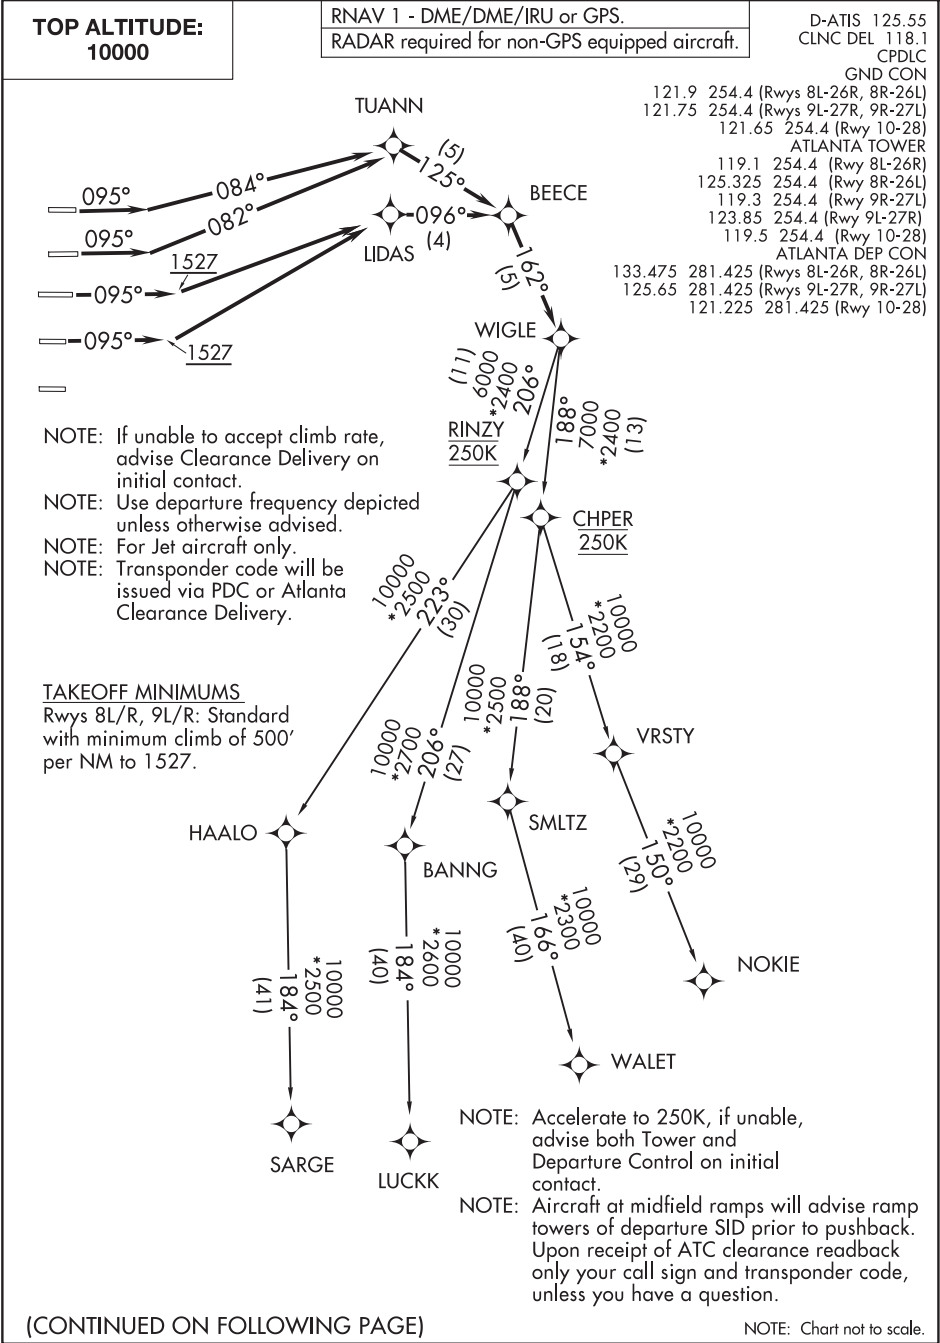 TOP ALTITUDE:
10000
RNAV 1 - DME/DME/IRU or GPS.
RADAR required for non-GPS equipped aircraft.
D-ATIS 125.55
CLNC DEL 118.1
CPDLC
GND CON
121.9 254.4 (Rwys 8L-26R, 8R-26L)
121.75 254.4 (Rwys 9L-27R, 9R-27L)
121.65 254.4 (Rwy 10-28)
ATLANTA TOWER
119.1 254.4 (Rwy 8L-26R)
125.325 254.4 (Rwy 8R-26L)
119.3 254.4 (Rwy 9R-27L)
123.85 254.4 (Rwy 9L-27R)
119.5 254.4 (Rwy 10-28)
ATLANTA DEP CON
133.475 281.425 (Rwys 8L-26R, 8R-26L)
125.65 281.425 (Rwys 9L-27R, 9R-27L)
121.225 281.425 (Rwy 10-28)
TUANN
(5)
125°
095°
084°
BEECE
095°
082°
096°
(4)
LIDAS
1527
095°
162°
(5)
095°
1527
WIGLE
(11)
6000
*2400
206°
188°
7000
*2400
(13)
RINZY
250K
CHPER
250K
NOTE: If unable to accept climb rate,
advise Clearance Delivery on
initial contact.
NOTE: Use departure frequency depicted
unless otherwise advised.
NOTE: For Jet aircraft only.
NOTE: Transponder code will be
issued via PDC or Atlanta
Clearance Delivery.
10000
*2500
223°
(30)
10000
*2200
154°
(18)
10000
*2500
188°
(20)
10000
*2700
206°
(27)
TAKEOFF MINIMUMS
Rwys 8L/R, 9L/R: Standard
with minimum climb of 500'
per NM to 1527.
VRSTY
HAALO
SMLTZ
BANNG
10000
*2200
150°
(29)
10000
*2300
166°
(40)
10000
*2600
184°
(40)
10000
*2500
184°
(41)
NOKIE
WALET
SARGE
LUCKK
NOTE: Accelerate to 250K, if unable,
advise both Tower and
Departure Control on initial
contact.
NOTE: Aircraft at midfield ramps will advise ramp
towers of departure SID prior to pushback.
Upon receipt of ATC clearance readback
only your call sign and transponder code,
unless you have a question.
(CONTINUED ON FOLLOWING PAGE)
NOTE: Chart not to scale.